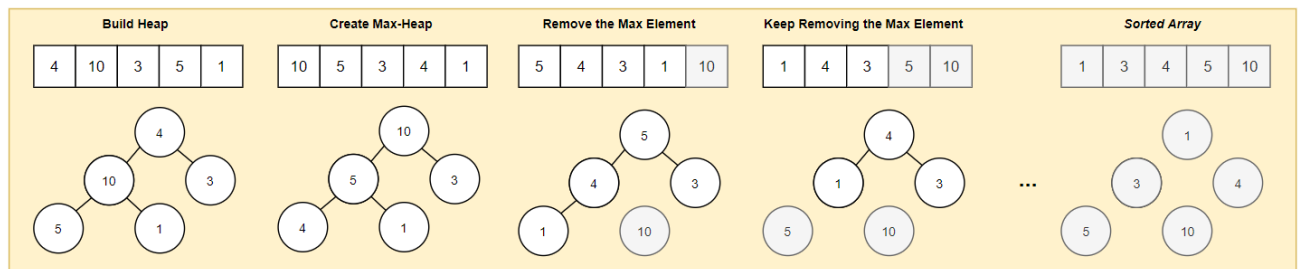 Build Heap
4 10 3 5 1
4
10 3
5 1
Create Max-Heap
10 5 3 4 1
10
5 3
4 1
Remove the Max Element
5 4 3 1 10
5
4 3
1 10
Keep Removing the Max Element
1 4 3 5 10
4
1 3
5 10
...
Sorted Array
1 3 4 5 10
1
3 4
5 10